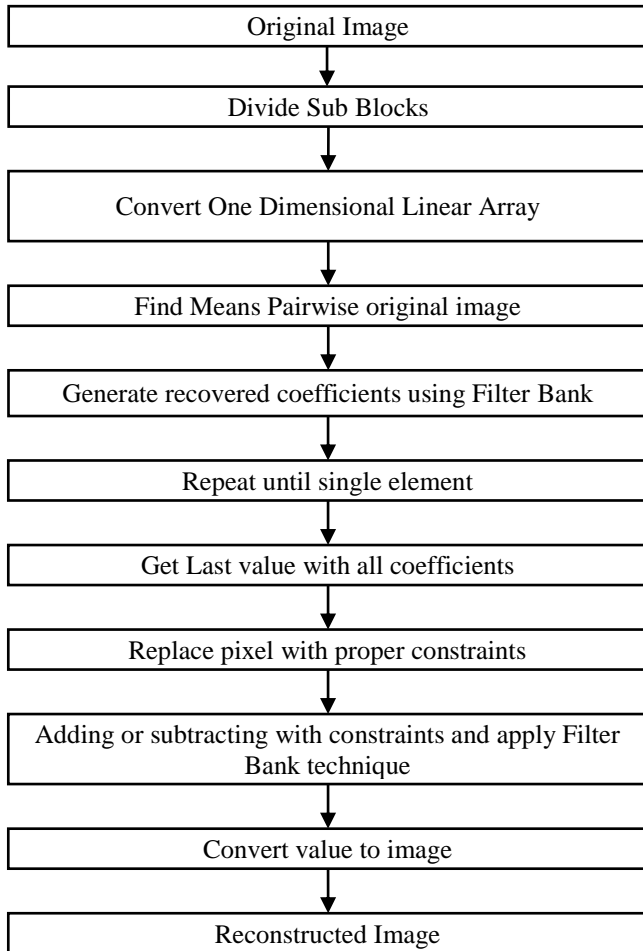 Original Image
Divide Sub Blocks
Convert One Dimensional Linear Array
Find Means Pairwise original image
Generate recovered coefficients using Filter Bank
Repeat until single element
Get Last value with all coefficients
Replace pixel with proper constraints
Adding or subtracting with constraints and apply Filter
Bank technique
Convert value to image
Reconstructed Image